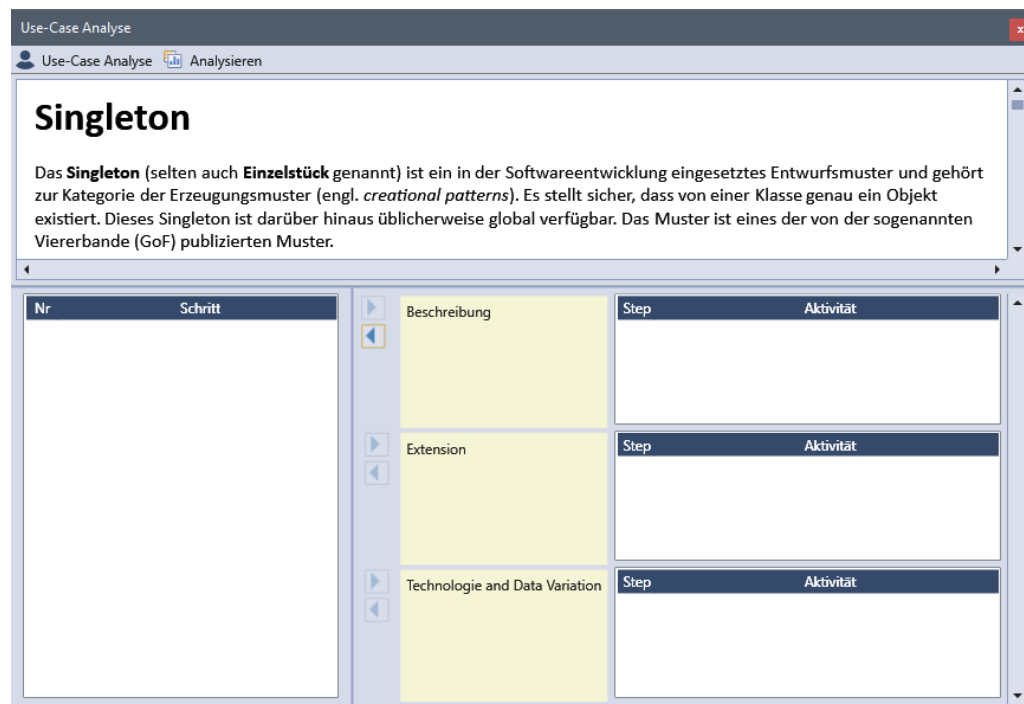 Use-Case Analyse
x
Use-Case Analyse Analysieren
Singleton
Das Singleton (selten auch Einzelstück genannt) ist ein in der Softwareentwicklung eingesetztes Entwurfsmuster und gehört
zur Kategorie der Erzeugungsmuster (engl. creational patterns). Es stellt sicher, dass von einer Klasse genau ein Objekt
existiert. Dieses Singleton ist darüber hinaus üblicherweise global verfügbar. Das Muster ist eines der von der sogenannten
Viererbande (GoF) publizierten Muster.
Nr Schritt
Beschreibung
Step Aktivität
Extension
Step Aktivität
Technologie and Data Variation
Step Aktivität